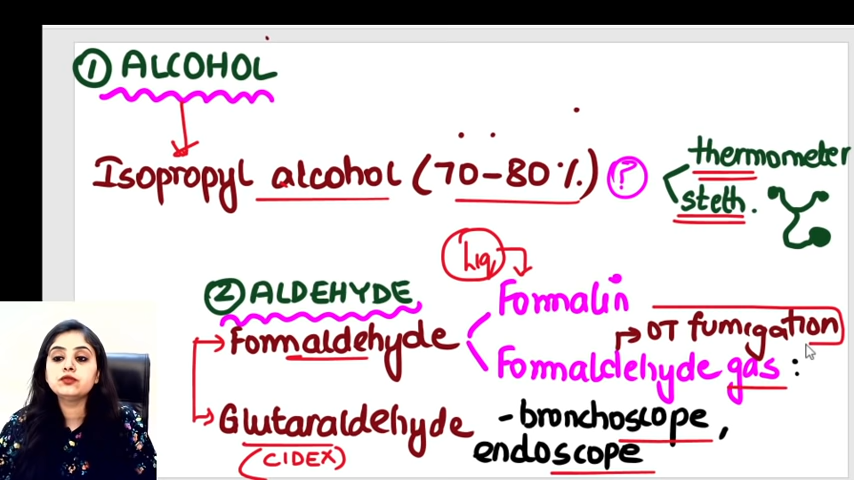 ① ALCOHOL
Isopropyl alcohol (70-80%) ?
thermometer
steth.
② ALDEHYDE
liq
Formalin
Formaldehyde
OT fumigation
Formaldehyde gas :
Glutaraldehyde
(CIDEX)
- bronchoscope,
endoscope